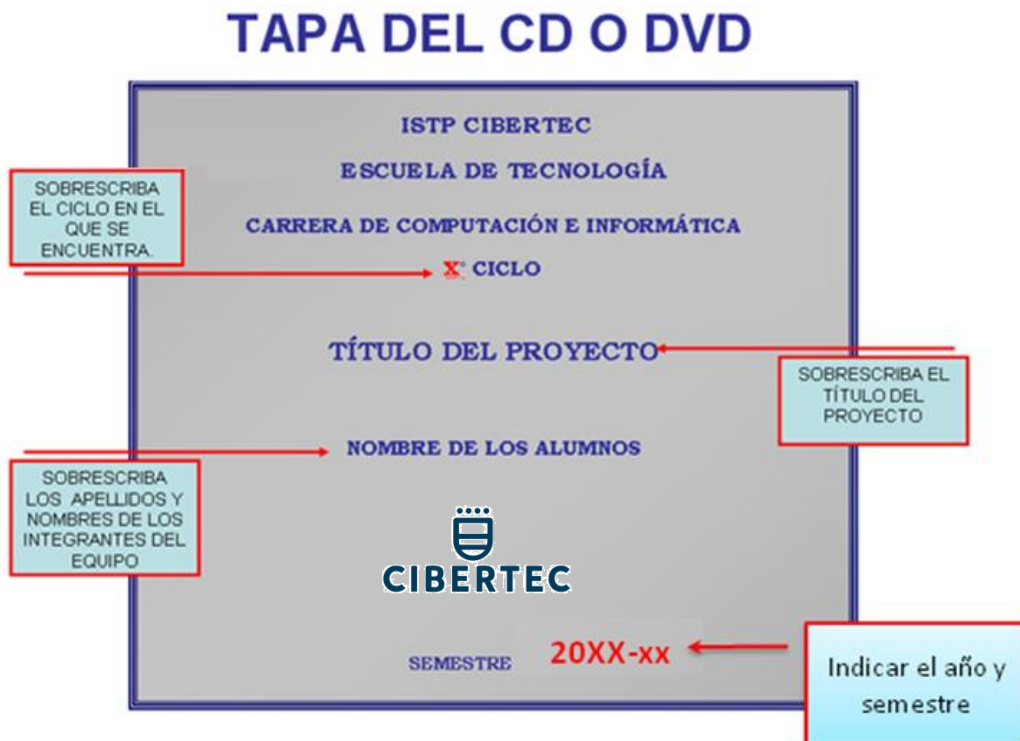 TAPA DEL CD O DVD
ISTP CIBERTEC
ESCUELA DE TECNOLOGÍA
SOBRESCRIBA
EL CICLO EN EL
QUE SE
ENCUENTRA.
CARRERA DE COMPUTACIÓN E INFORMÁTICA
X° CICLO
TÍTULO DEL PROYECTO
SOBRESCRIBA EL
TÍTULO DEL
PROYECTO
NOMBRE DE LOS ALUMNOS
SOBRESCRIBA
LOS APELLIDOS Y
NOMBRES DE LOS
INTEGRANTES DEL
EQUIPO
CIBERTEC
SEMESTRE 20XX-xx
Indicar el año y
semestre